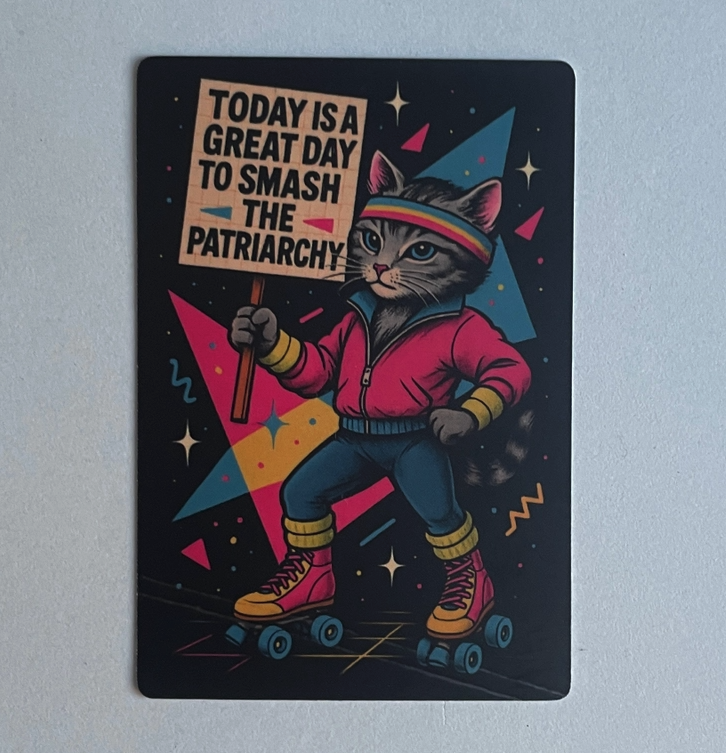 TODAY IS A
GREAT DAY
TO SMASH
THE
PATRIARCHY